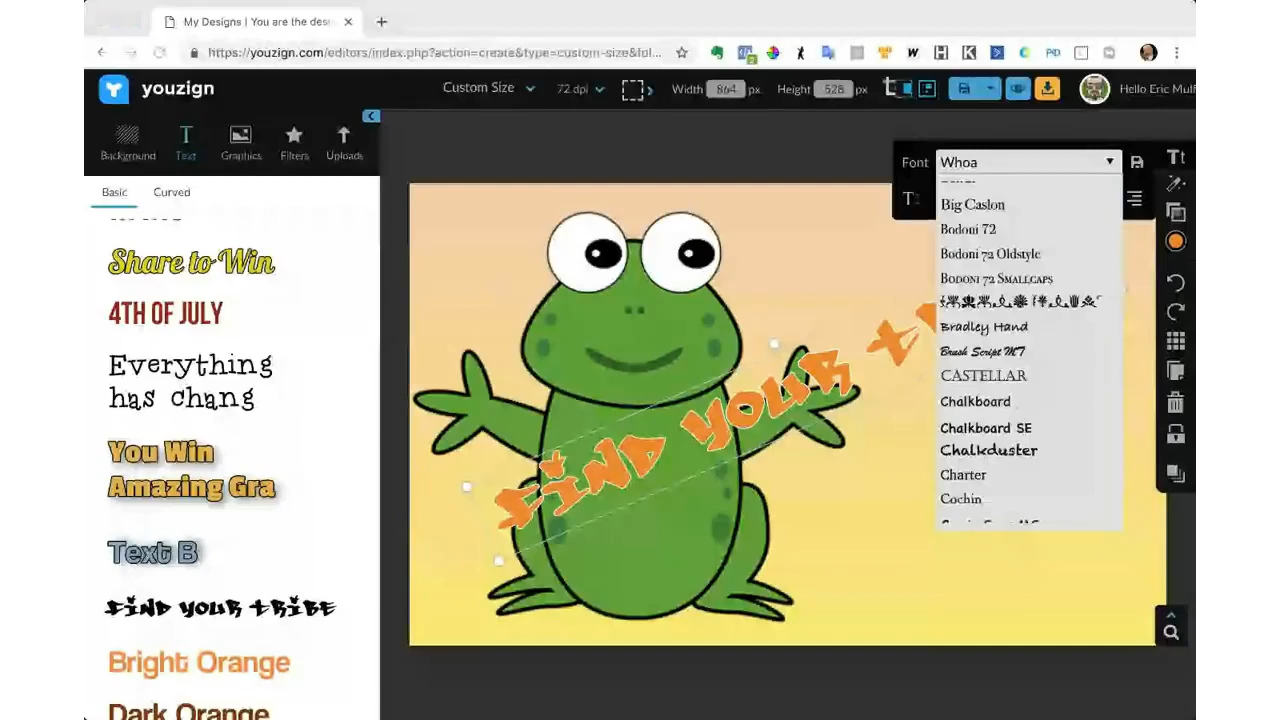 My Designs | You are the des
https://youzign.com/editors/index.php?action=create&type=custom-size&fol...
youzign
Custom Size
72 dpi
Width 864 px
Height 528 px
Hello Eric Mulf
Background
Text
Graphics
Filters
Uploads
Basic
Curved
Font
Whoa
Big Caslon
Bodoni 72
Bodoni 72 Oldstyle
Bodoni 72 Smallcaps
Bradley Hand
Brush Script MT
CASTELLAR
Chalkboard
Chalkboard SE
Chalkduster
Charter
Cochin
Share to Win
4TH OF JULY
Everything
has chang
You Win
Amazing Gra
Text B
FIND YOUR TRIBE
Bright Orange
Dark Orange
FIND YOUR